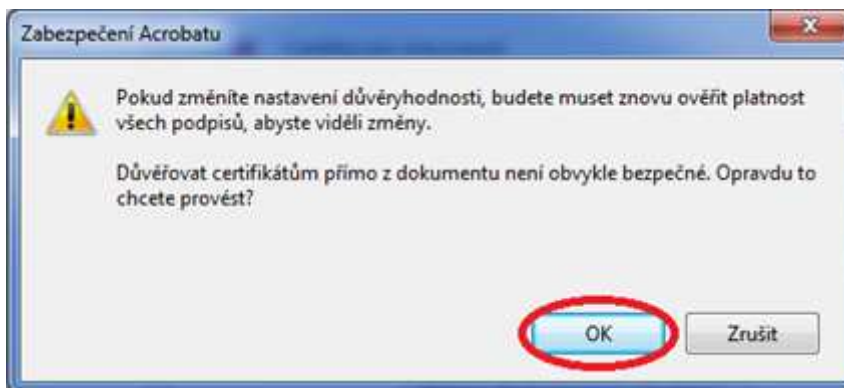 Zabezpečení Acrobatu
Pokud změníte nastavení důvěryhodnosti, budete muset znovu ověřit platnost
všech podpisů, abyste viděli změny.
Důvěřovat certifikátům přímo z dokumentu není obvykle bezpečné. Opravdu to
chcete provést?
OK
Zrušit